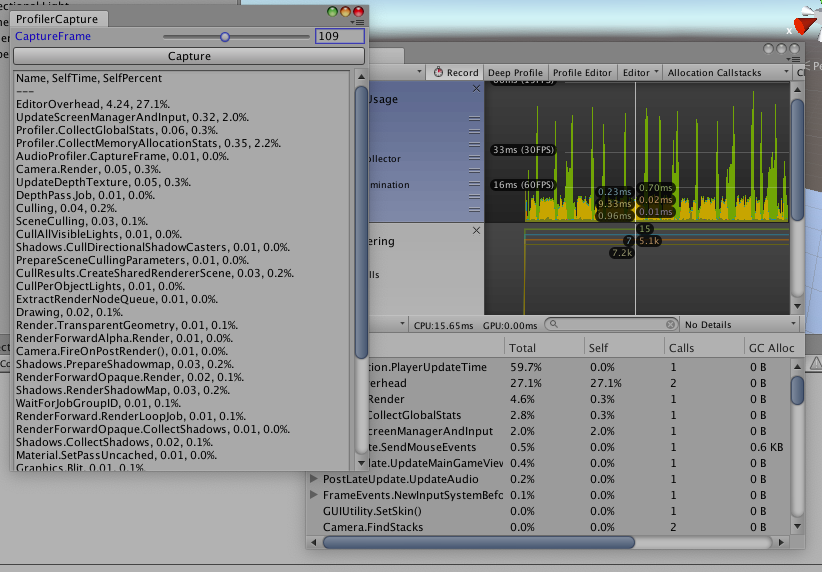 ProfilerCapture
CaptureFrame 109
Capture
Name, SelfTime, SelfPercent
---
EditorOverhead, 4.24, 27.1%.
UpdateScreenManagerAndInput, 0.32, 2.0%.
Profiler.CollectGlobalStats, 0.06, 0.3%.
Profiler.CollectMemoryAllocationStats, 0.35, 2.2%.
AudioProfiler.CaptureFrame, 0.01, 0.0%.
Camera.Render, 0.05, 0.3%.
UpdateDepthTexture, 0.05, 0.3%.
DepthPass.Job, 0.01, 0.0%.
Culling, 0.04, 0.2%.
SceneCulling, 0.03, 0.1%.
CullAllVisibleLights, 0.01, 0.0%.
Shadows.CullDirectionalShadowCasters, 0.01, 0.0%.
PrepareSceneCullingParameters, 0.01, 0.0%.
CullResults.CreateSharedRendererScene, 0.03, 0.2%.
CullPerObjectLights, 0.01, 0.0%.
ExtractRenderNodeQueue, 0.01, 0.0%.
Drawing, 0.02, 0.1%.
Render.TransparentGeometry, 0.01, 0.1%.
RenderForwardAlpha.Render, 0.01, 0.0%.
Camera.FireOnPostRender(), 0.01, 0.0%.
Shadows.PrepareShadowmap, 0.03, 0.2%.
RenderForwardOpaque.Render, 0.02, 0.1%.
Shadows.RenderShadowMap, 0.03, 0.2%.
WaitForJobGroupID, 0.01, 0.1%.
RenderForward.RenderLoopJob, 0.01, 0.1%.
RenderForwardOpaque.CollectShadows, 0.01, 0.0%.
Shadows.CollectShadows, 0.02, 0.1%.
Material.SetPassUncached, 0.01, 0.0%.
Graphics.Blit, 0.01, 0.1%.
Record Deep Profile Profile Editor Editor Allocation Callstacks
Usage
ollector
mination
ering
lls
33ms (30FPS)
16ms (60FPS)
0.23ms 0.70ms
9.33ms 0.02ms
0.96ms 0.01ms
15
7 5.1k
7.2k
CPU:15.65ms GPU:0.00ms No Details
Total Self Calls GC Alloc
tion.PlayerUpdateTime 59.7% 0.0% 1 0 B
erhead 27.1% 27.1% 2 0 B
Render 4.6% 0.3% 1 0 B
CollectGlobalStats 2.8% 0.3% 1 0 B
creenManagerAndInput 2.0% 2.0% 1 0 B
te.SendMouseEvents 0.5% 0.0% 1 0.6 KB
late.UpdateMainGameView 0.4% 0.0% 1 0 B
PostLateUpdate.UpdateAudio 0.2% 0.0% 1 0 B
FrameEvents.NewInputSystemBefo 0.1% 0.0% 1 0 B
GUIUtility.SetSkin() 0.0% 0.0% 1 0 B
Camera.FindStacks 0.0% 0.0% 2 0 B